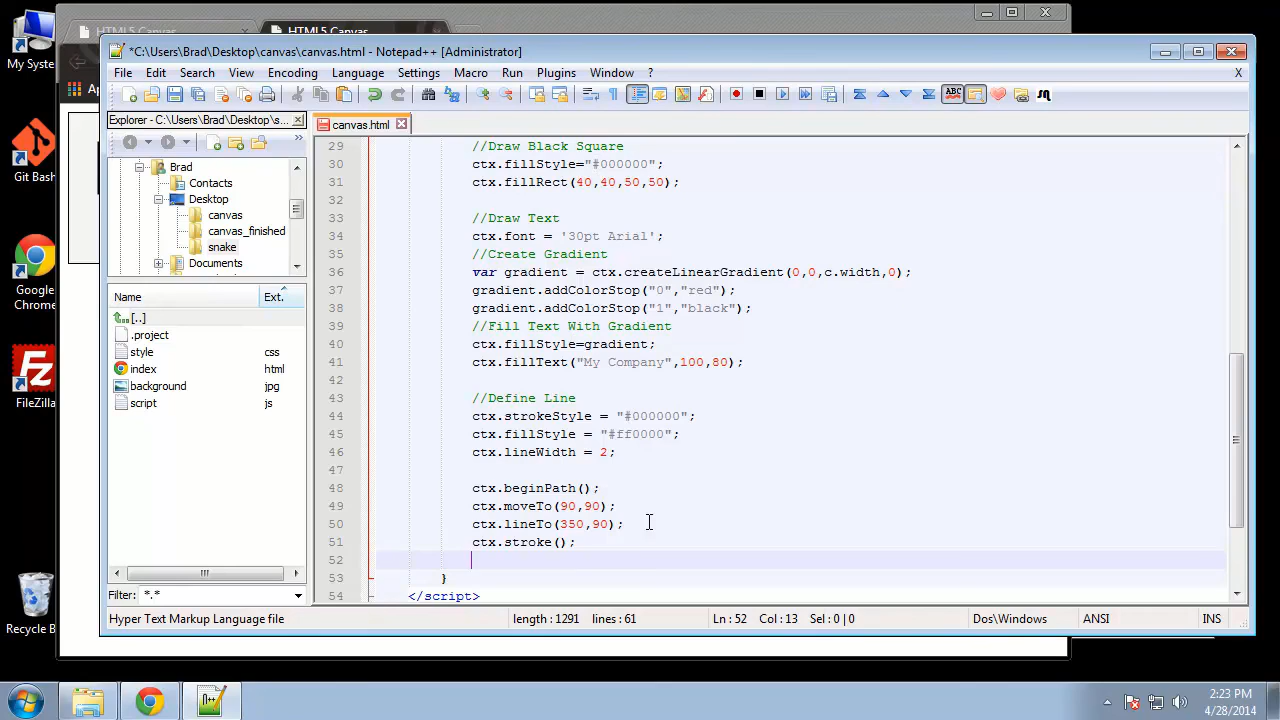 HTML5 Canvas
HTML5 Canvas
My Syste
*C:\Users\Brad\Desktop\canvas\canvas.html - Notepad++ [Administrator]
File Edit Search View Encoding Language Settings Macro Run Plugins Window ? X
Explorer - C:\Users\Brad\Desktop\s...
canvas.html
Brad
Contacts
Desktop
canvas
canvas_finished
snake
Documents
Name Ext.
[..]
.project
style css
index html
background jpg
script js
Filter: *.*
Git Bash
Google
Chrome
FileZilla
Recycle B
29 //Draw Black Square
30 ctx.fillStyle="#000000";
31 ctx.fillRect(40,40,50,50);
32
33 //Draw Text
34 ctx.font = '30pt Arial';
35 //Create Gradient
36 var gradient = ctx.createLinearGradient(0,0,c.width,0);
37 gradient.addColorStop("0","red");
38 gradient.addColorStop("1","black");
39 //Fill Text With Gradient
40 ctx.fillStyle=gradient;
41 ctx.fillText("My Company",100,80);
42
43 //Define Line
44 ctx.strokeStyle = "#000000";
45 ctx.fillStyle = "#ff0000";
46 ctx.lineWidth = 2;
47
48 ctx.beginPath();
49 ctx.moveTo(90,90);
50 ctx.lineTo(350,90);
51 ctx.stroke();
52
53 }
54 </script>
Hyper Text Markup Language file length : 1291 lines : 61 Ln : 52 Col : 13 Sel : 0 | 0 Dos\Windows ANSI INS
2:23 PM
4/28/2014